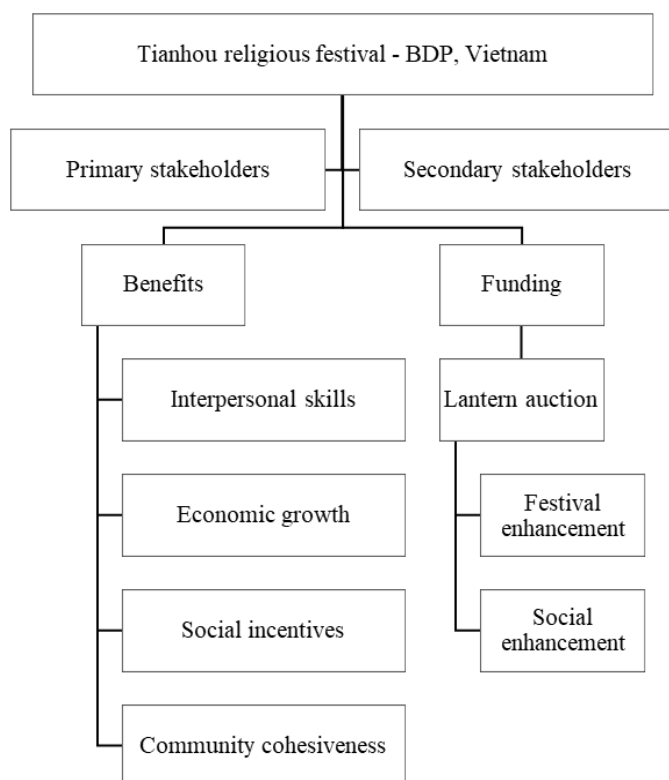 Tianhou religious festival - BDP, Vietnam
Primary stakeholders
Secondary stakeholders
Benefits
Funding
Interpersonal skills
Lantern auction
Economic growth
Festival
enhancement
Social incentives
Social
enhancement
Community cohesiveness